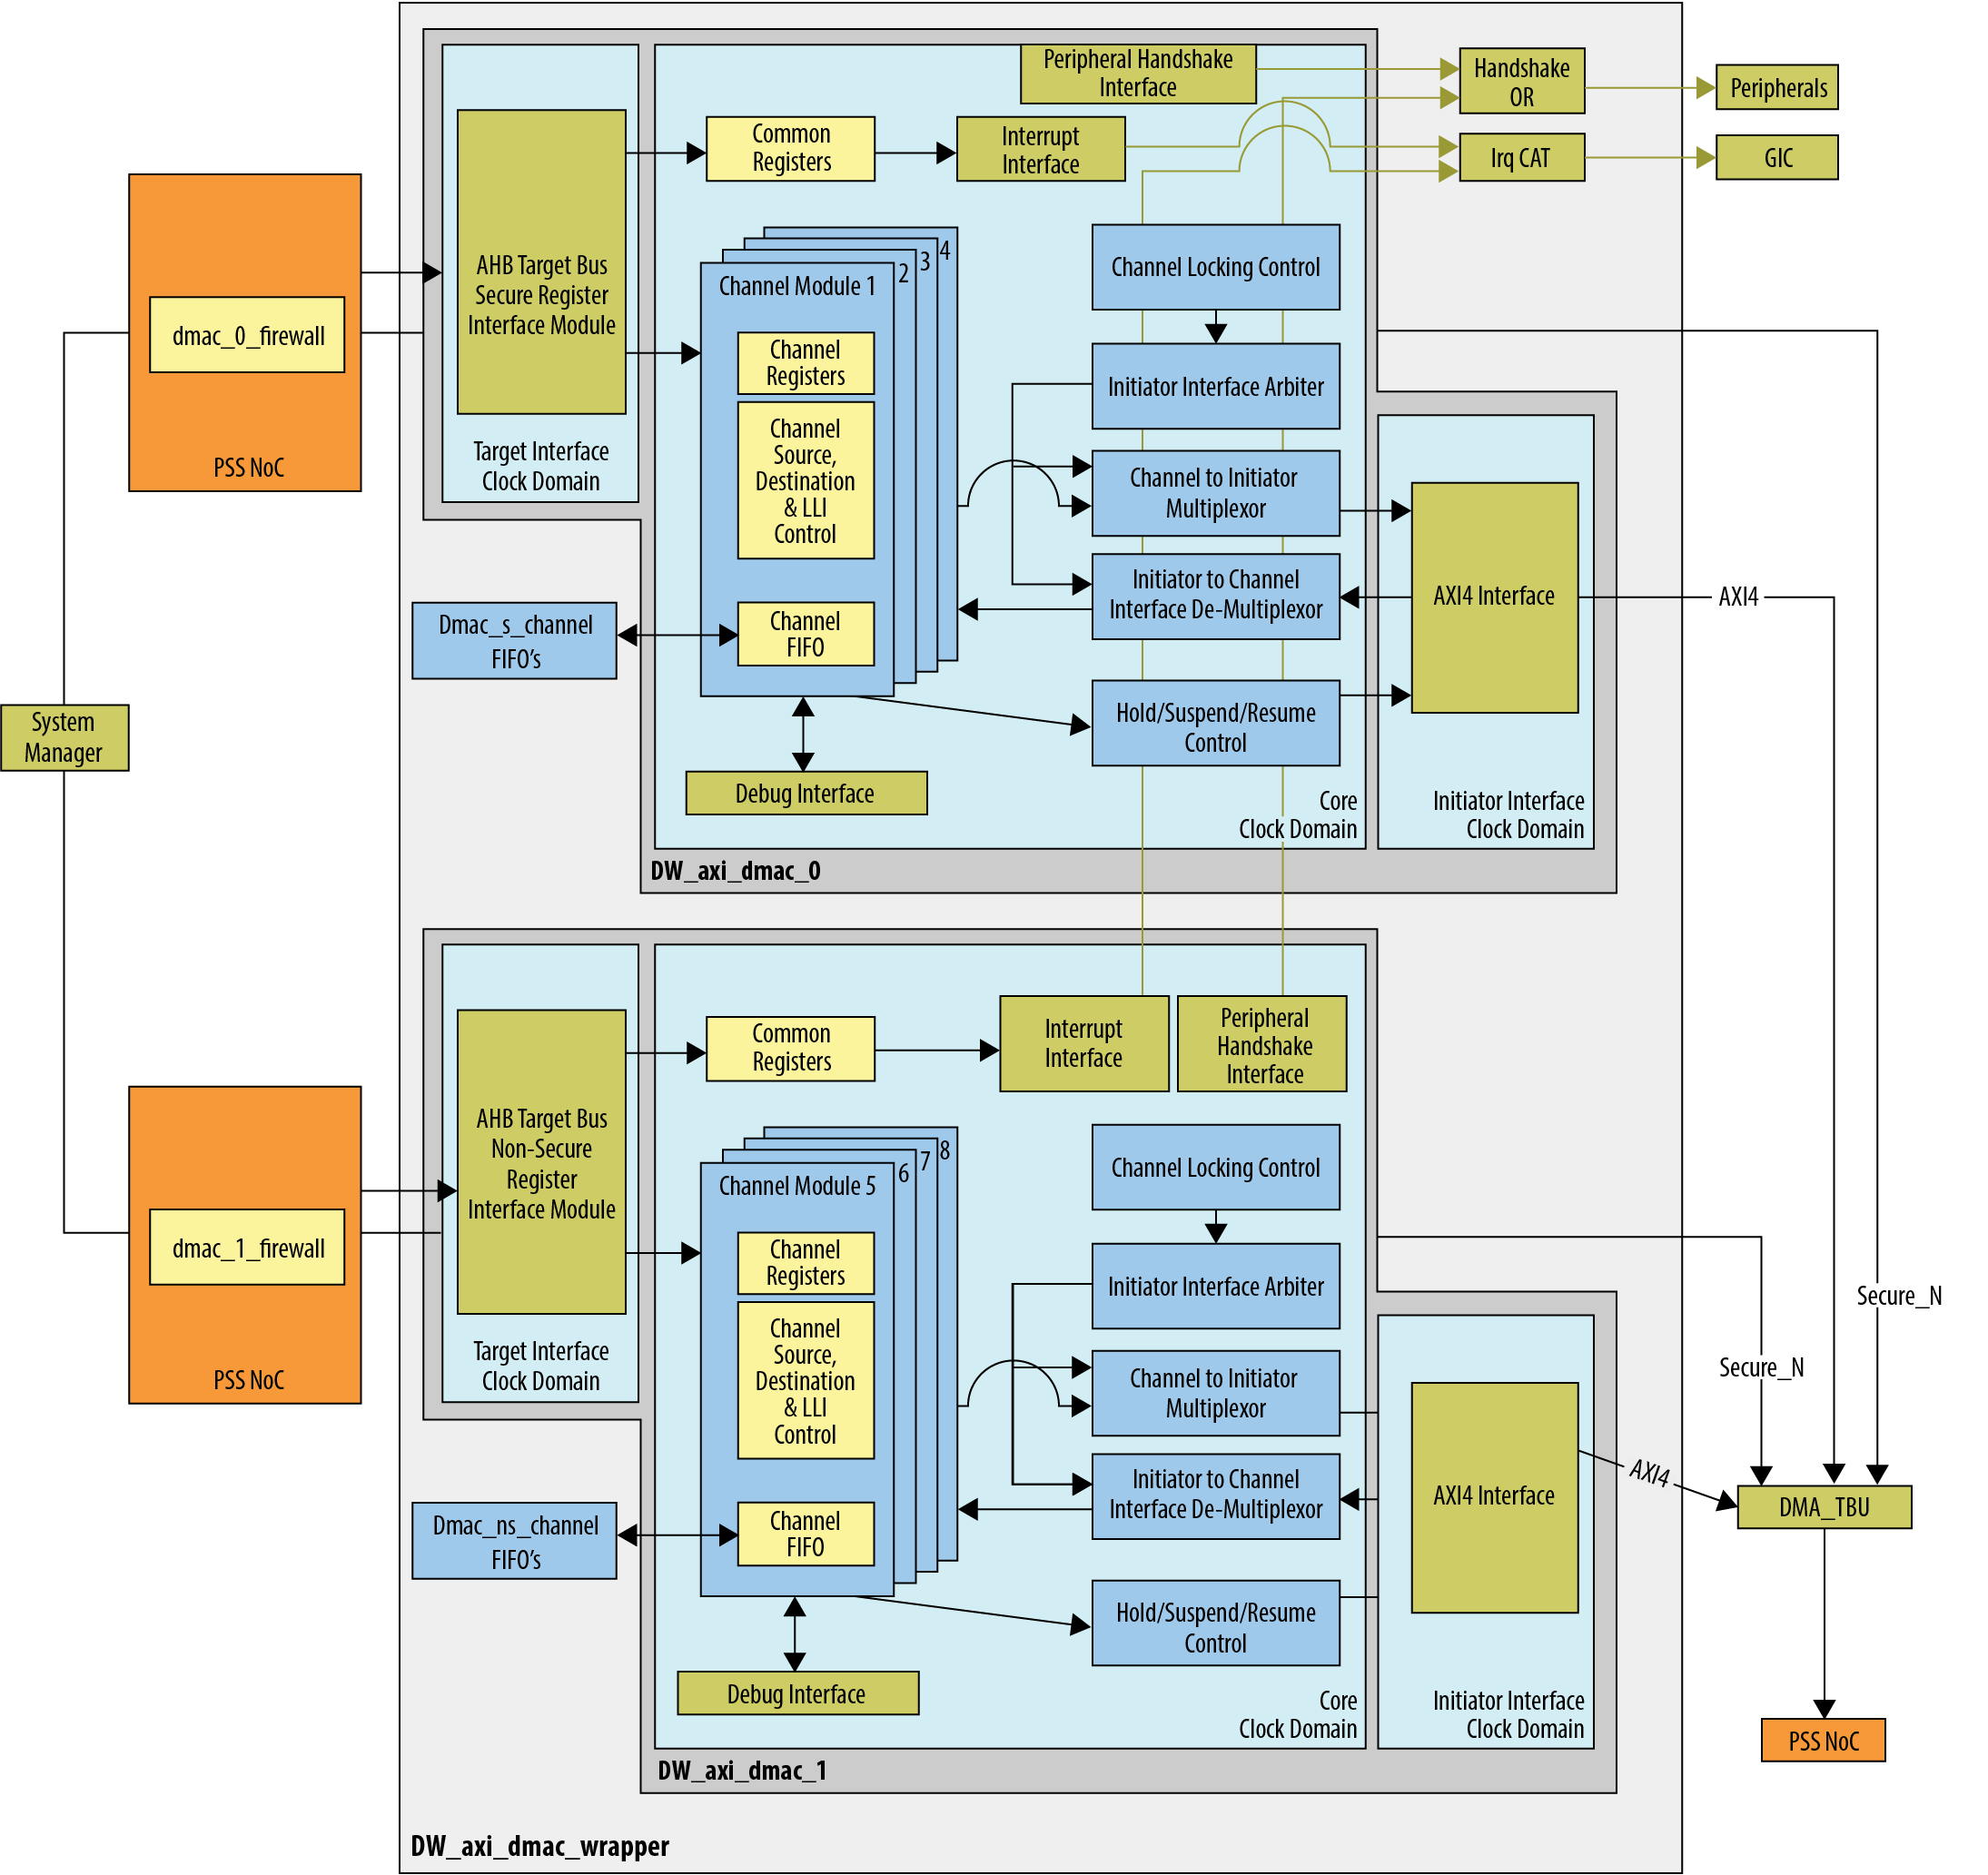 Peripheral Handshake
Interface
Handshake
OR
Peripherals
Common
Registers
Interrupt
Interface
Irq CAT
GIC
AHB Target Bus
Secure Register
Interface Module
Target Interface
Clock Domain
dmac_0_firewall
PSS NoC
Channel Module 1
2
3
4
Channel
Registers
Channel
Source,
Destination
& LLI
Control
Channel
FIFO
Channel Locking Control
Initiator Interface Arbiter
Channel to Initiator
Multiplexor
Initiator to Channel
Interface De-Multiplexor
Hold/Suspend/Resume
Control
AXI4 Interface
AXI4
Dmac_s_channel
FIFO's
System
Manager
Debug Interface
Core
Clock Domain
Initiator Interface
Clock Domain
DW_axi_dmac_0
Common
Registers
Interrupt
Interface
Peripheral
Handshake
Interface
AHB Target Bus
Non-Secure
Register
Interface Module
Target Interface
Clock Domain
dmac_1_firewall
PSS NoC
Channel Module 5
6
7
8
Channel
Registers
Channel
Source,
Destination
& LLI
Control
Channel
FIFO
Channel Locking Control
Initiator Interface Arbiter
Channel to Initiator
Multiplexor
Initiator to Channel
Interface De-Multiplexor
Hold/Suspend/Resume
Control
AXI4 Interface
AXI4
Secure_N
Secure_N
DMA_TBU
PSS NoC
Dmac_ns_channel
FIFO's
Debug Interface
Core
Clock Domain
Initiator Interface
Clock Domain
DW_axi_dmac_1
DW_axi_dmac_wrapper